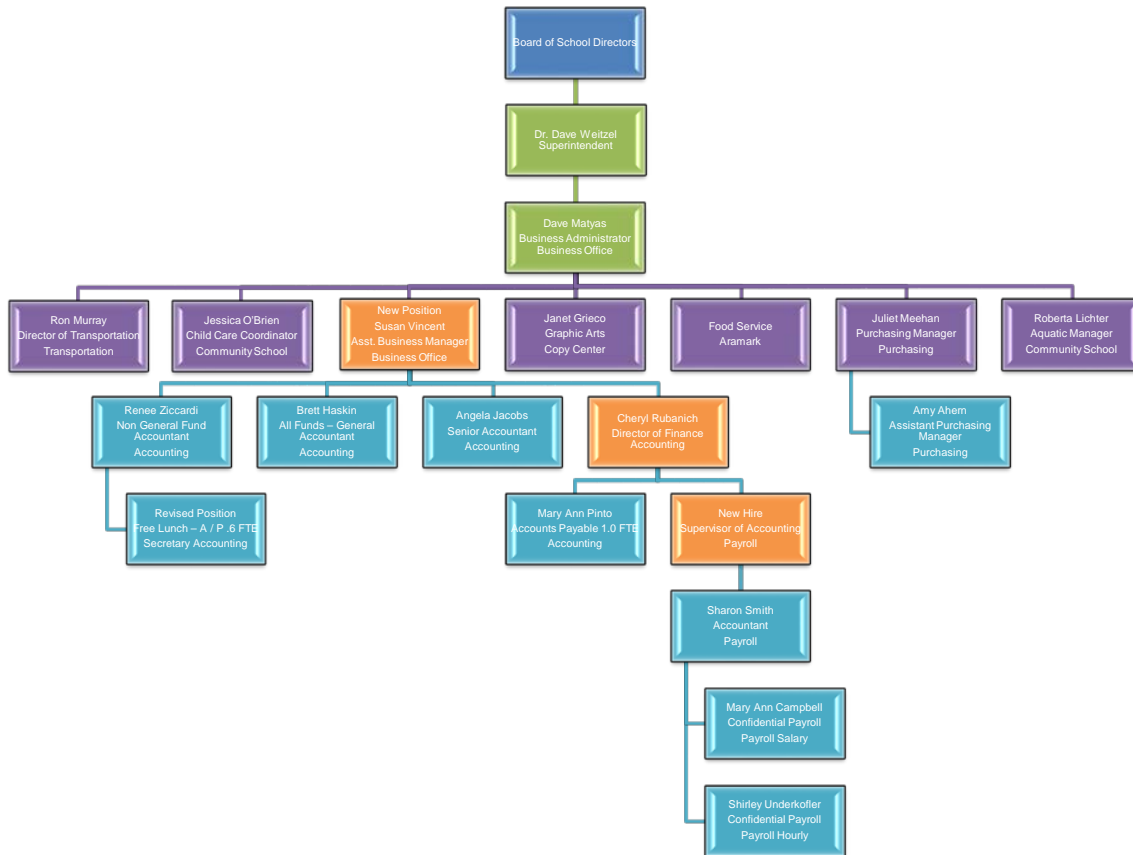 Board of School Directors
Dr. Dave Weitzel
Superintendent
Dave Matyas
Business Administrator
Business Office
Ron Murray
Director of Transportation
Transportation
Jessica O'Brien
Child Care Coordinator
Community School
New Position
Susan Vincent
Asst. Business Manager
Business Office
Janet Grieco
Graphic Arts
Copy Center
Food Service
Aramark
Juliet Meehan
Purchasing Manager
Purchasing
Roberta Lichter
Aquatic Manager
Community School
Renee Ziccardi
Non General Fund
Accountant
Accounting
Brett Haskin
All Funds – General
Accountant
Accounting
Angela Jacobs
Senior Accountant
Accounting
Cheryl Rubanich
Director of Finance
Accounting
Amy Ahern
Assistant Purchasing
Manager
Purchasing
Revised Position
Free Lunch – A / P .6 FTE
Secretary Accounting
Mary Ann Pinto
Accounts Payable 1.0 FTE
Accounting
New Hire
Supervisor of Accounting
Payroll
Sharon Smith
Accountant
Payroll
Mary Ann Campbell
Confidential Payroll
Payroll Salary
Shirley Underkofler
Confidential Payroll
Payroll Hourly